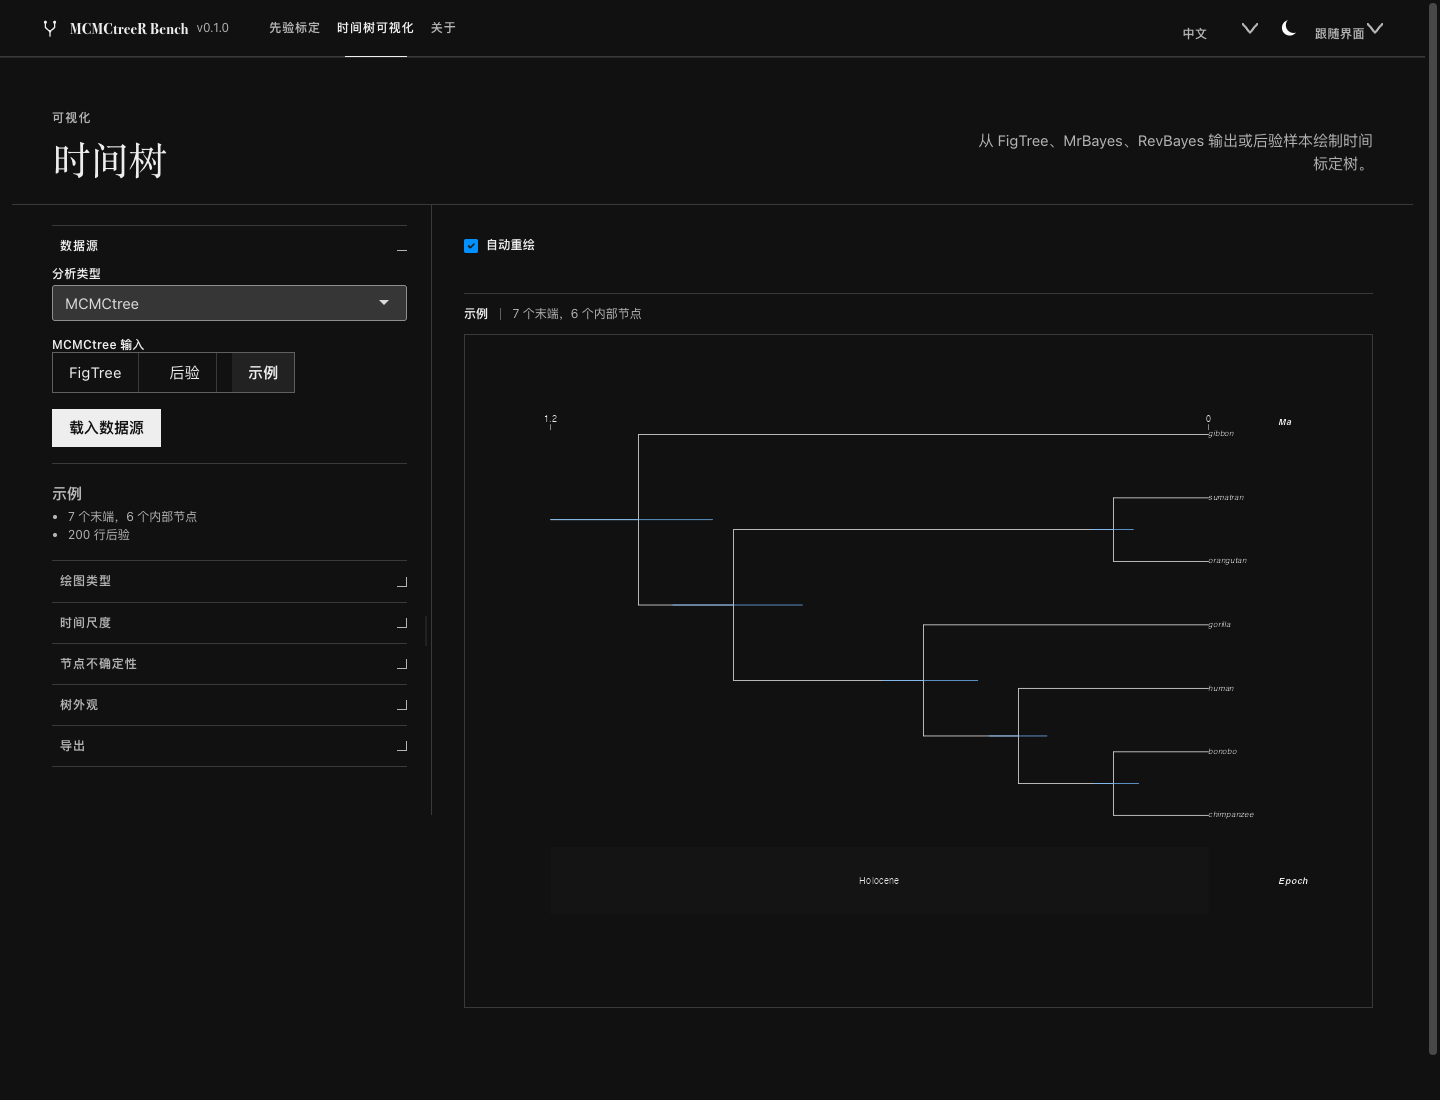 MCMCtreeR Bench v0.1.0 先验标定 时间树可视化 关于 中文 跟随界面
可视化
时间树
从 FigTree、MrBayes、RevBayes 输出或后验样本绘制时间
标定树。
数据源
分析类型
MCMCtree
MCMCtree 输入
FigTree 后验 示例
载入数据源
示例
7 个末端，6 个内部节点
200 行后验
绘图类型
时间尺度
节点不确定性
树外观
导出
自动重绘
示例 7 个末端，6 个内部节点
1.2 0 Ma
gibbon
sumatran
orangutan
gorilla
human
bonobo
chimpanzee
Holocene Epoch